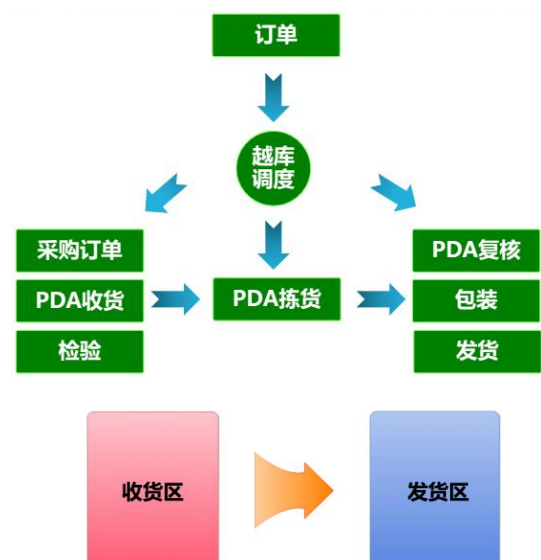 订单
越库
调度
采购订单
PDA复核
PDA收货
PDA拣货
包装
检验
发货
收货区
发货区